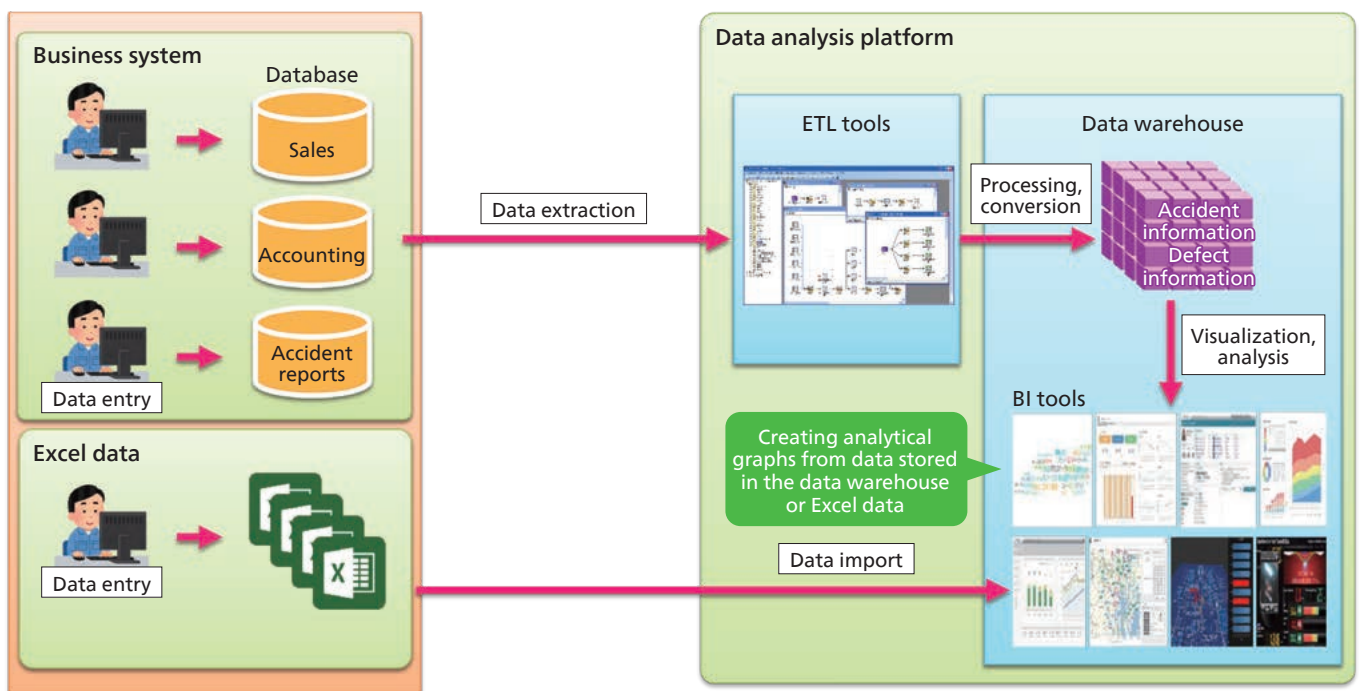 Business system
Database
Sales
Accounting
Accident
reports
Data entry
Excel data
Data entry
X
Data extraction
Data analysis platform
ETL tools
Processing,
conversion
Data warehouse
Accident
information
Defect
information
Visualization,
analysis
BI tools
Creating analytical
graphs from data stored
in the data warehouse
or Excel data
Data import